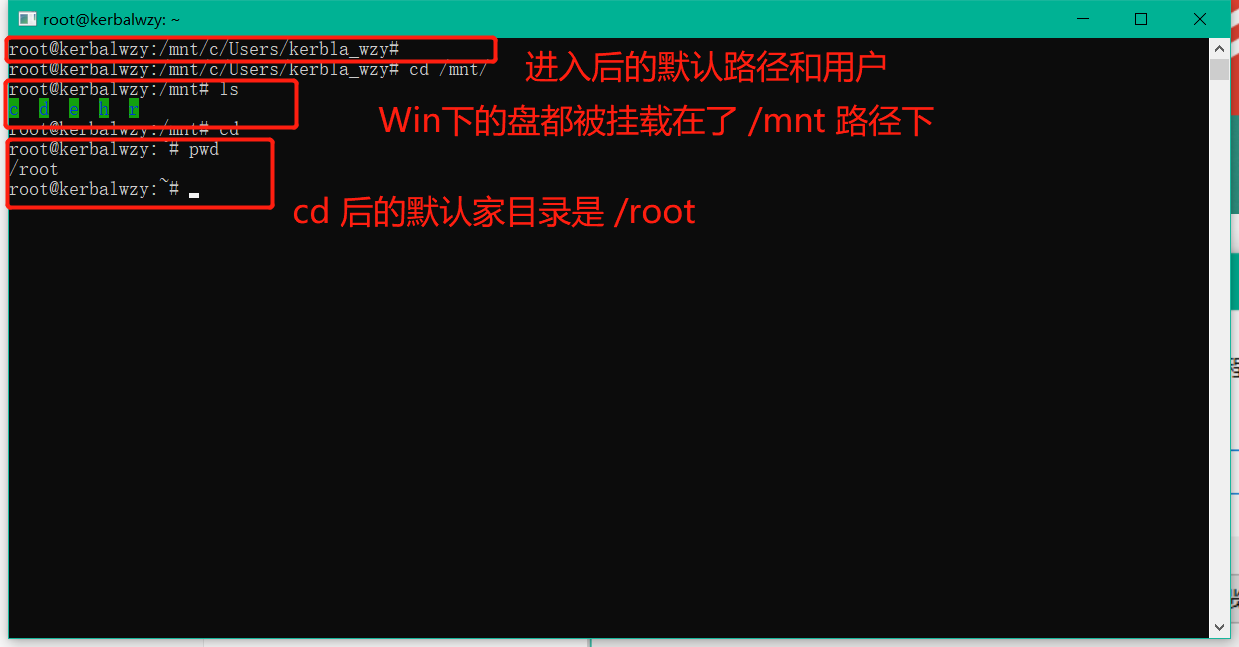 root@kerbalwzy: ~
root@kerbalwzy:/mnt/c/Users/kerbla_wzy#
root@kerbalwzy:/mnt/c/Users/kerbla_wzy# cd /mnt/
进入后的默认路径和用户
root@kerbalwzy:/mnt# ls
c d e h r
Win下的盘都被挂载在了 /mnt 路径下
root@kerbalwzy:/mnt# cd
root@kerbalwzy:~# pwd
/root
root@kerbalwzy:~#
cd 后的默认家目录是 /root
程